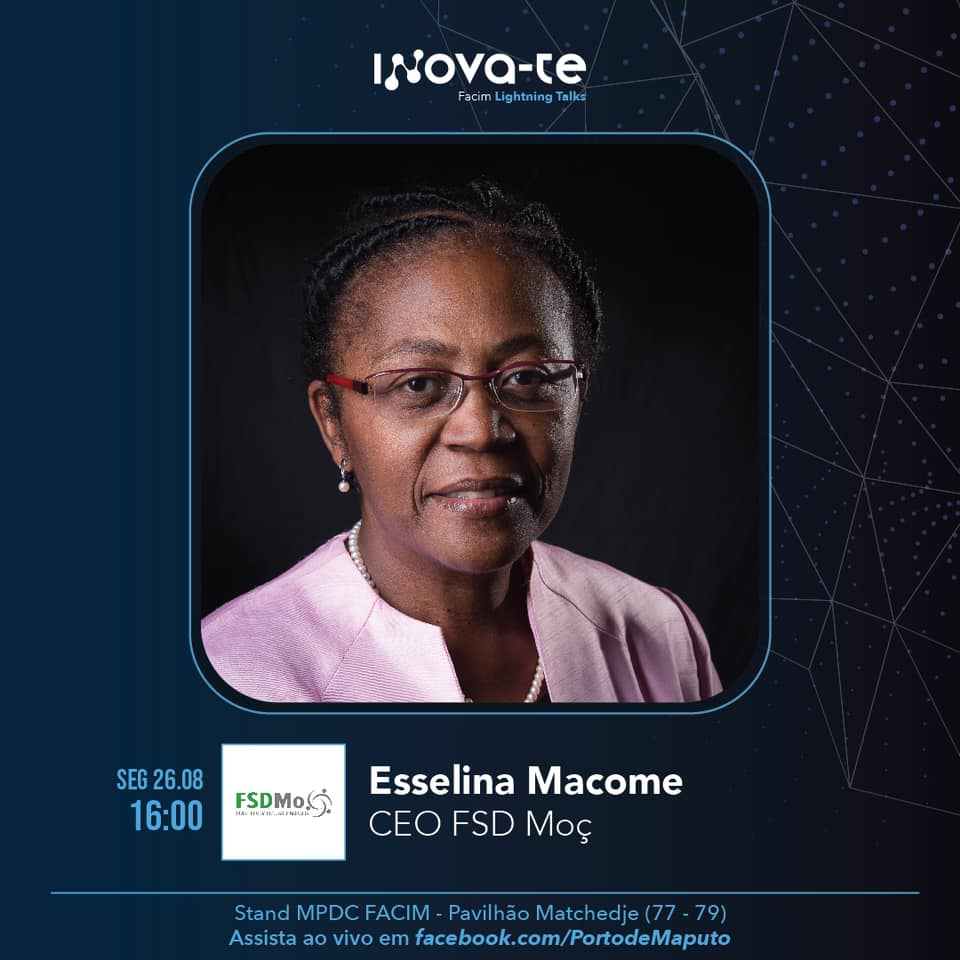 INOVA-TE
Facim Lightning Talks
SEG 26.08
16:00
FSDMoç
Esselina Macome
CEO FSD Moç
Stand MPDC FACIM - Pavilhão Matchedje (77 - 79)
Assista ao vivo em facebook.com/PortodeMaputo